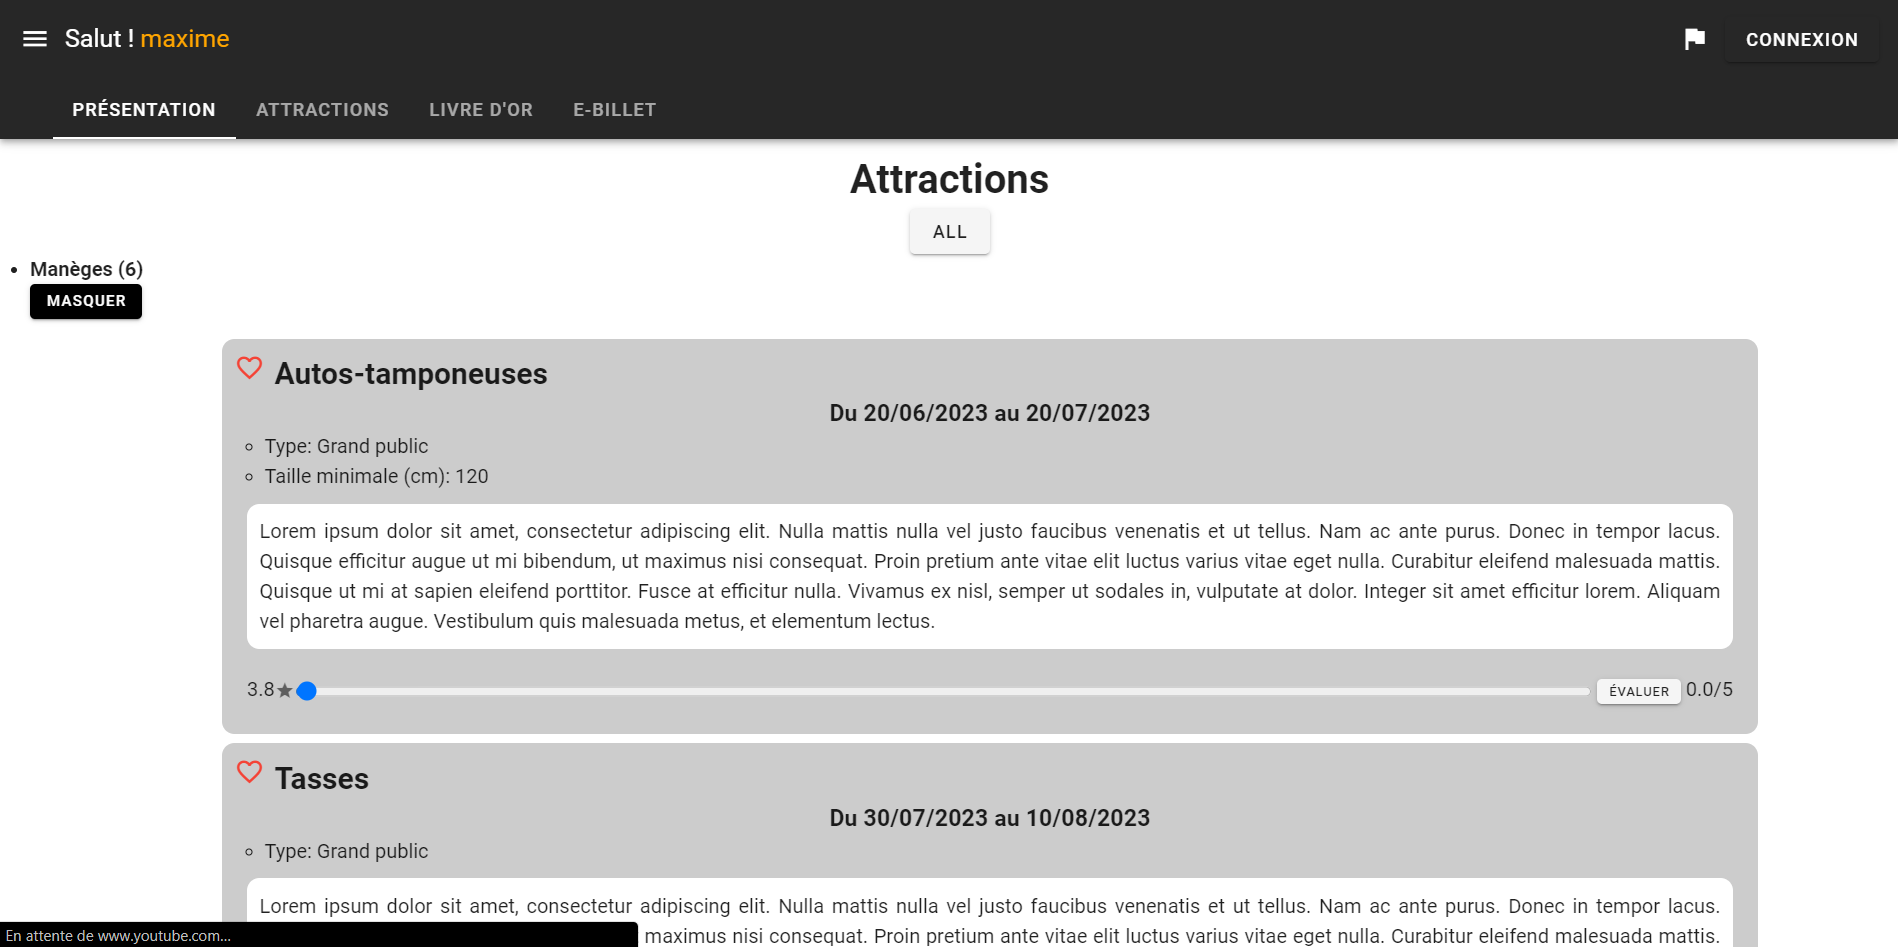 Salut ! maxime
CONNEXION
PRÉSENTATION ATTRACTIONS LIVRE D'OR E-BILLET
Attractions
ALL
Manèges (6)
MASQUER
Autos-tamponeuses
Du 20/06/2023 au 20/07/2023
Type: Grand public
Taille minimale (cm): 120
Lorem ipsum dolor sit amet, consectetur adipiscing elit. Nulla mattis nulla vel justo faucibus venenatis et ut tellus. Nam ac ante purus. Donec in tempor lacus.
Quisque efficitur augue ut mi bibendum, ut maximus nisi consequat. Proin pretium ante vitae elit luctus varius vitae eget nulla. Curabitur eleifend malesuada mattis.
Quisque ut mi at sapien eleifend porttitor. Fusce at efficitur nulla. Vivamus ex nisl, semper ut sodales in, vulputate at dolor. Integer sit amet efficitur lorem. Aliquam
vel pharetra augue. Vestibulum quis malesuada metus, et elementum lectus.
3.8★ ÉVALUER 0.0/5
Tasses
Du 30/07/2023 au 10/08/2023
Type: Grand public
Lorem ipsum dolor sit amet, consectetur adipiscing elit. Nulla mattis nulla vel justo faucibus venenatis et ut tellus. Nam ac ante purus. Donec in tempor lacus.
maximus nisi consequat. Proin pretium ante vitae elit luctus varius vitae eget nulla. Curabitur eleifend malesuada mattis.
En attente de www.youtube.com...